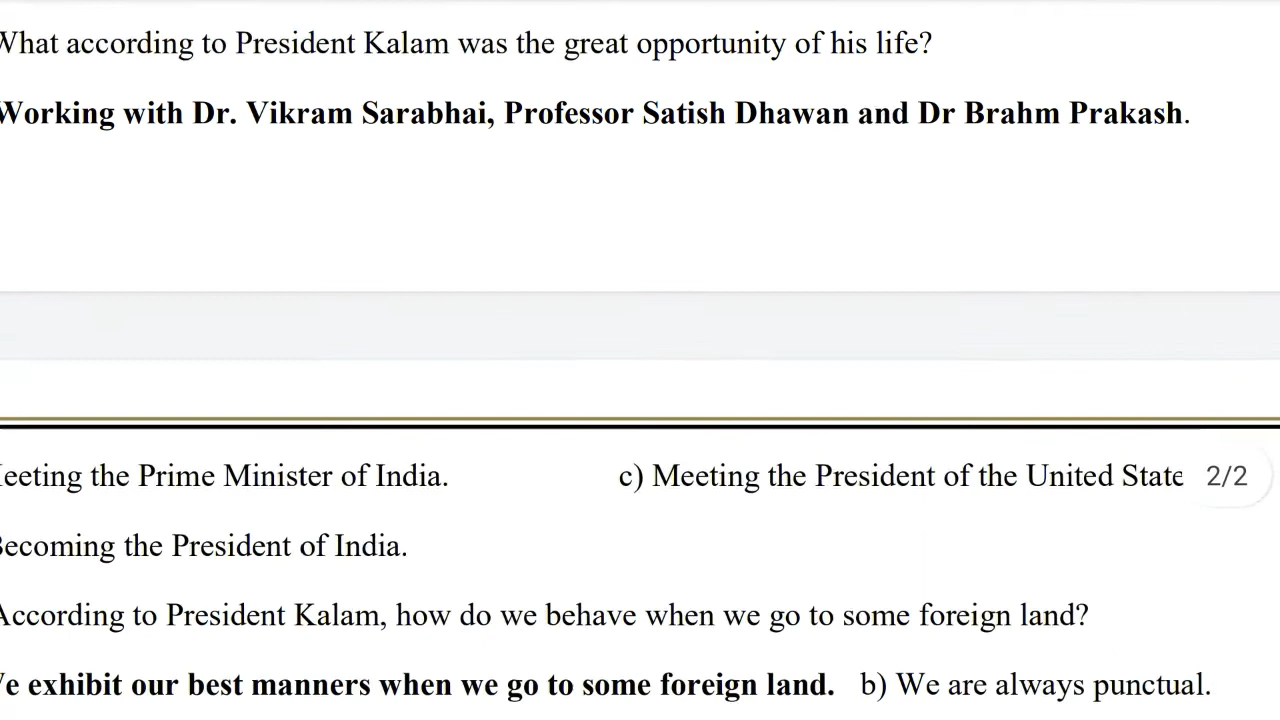 What according to President Kalam was the great opportunity of his life?
Working with Dr. Vikram Sarabhai, Professor Satish Dhawan and Dr Brahm Prakash.
eeting the Prime Minister of India. c) Meeting the President of the United State 2/2
Becoming the President of India.
According to President Kalam, how do we behave when we go to some foreign land?
e exhibit our best manners when we go to some foreign land. b) We are always punctual.